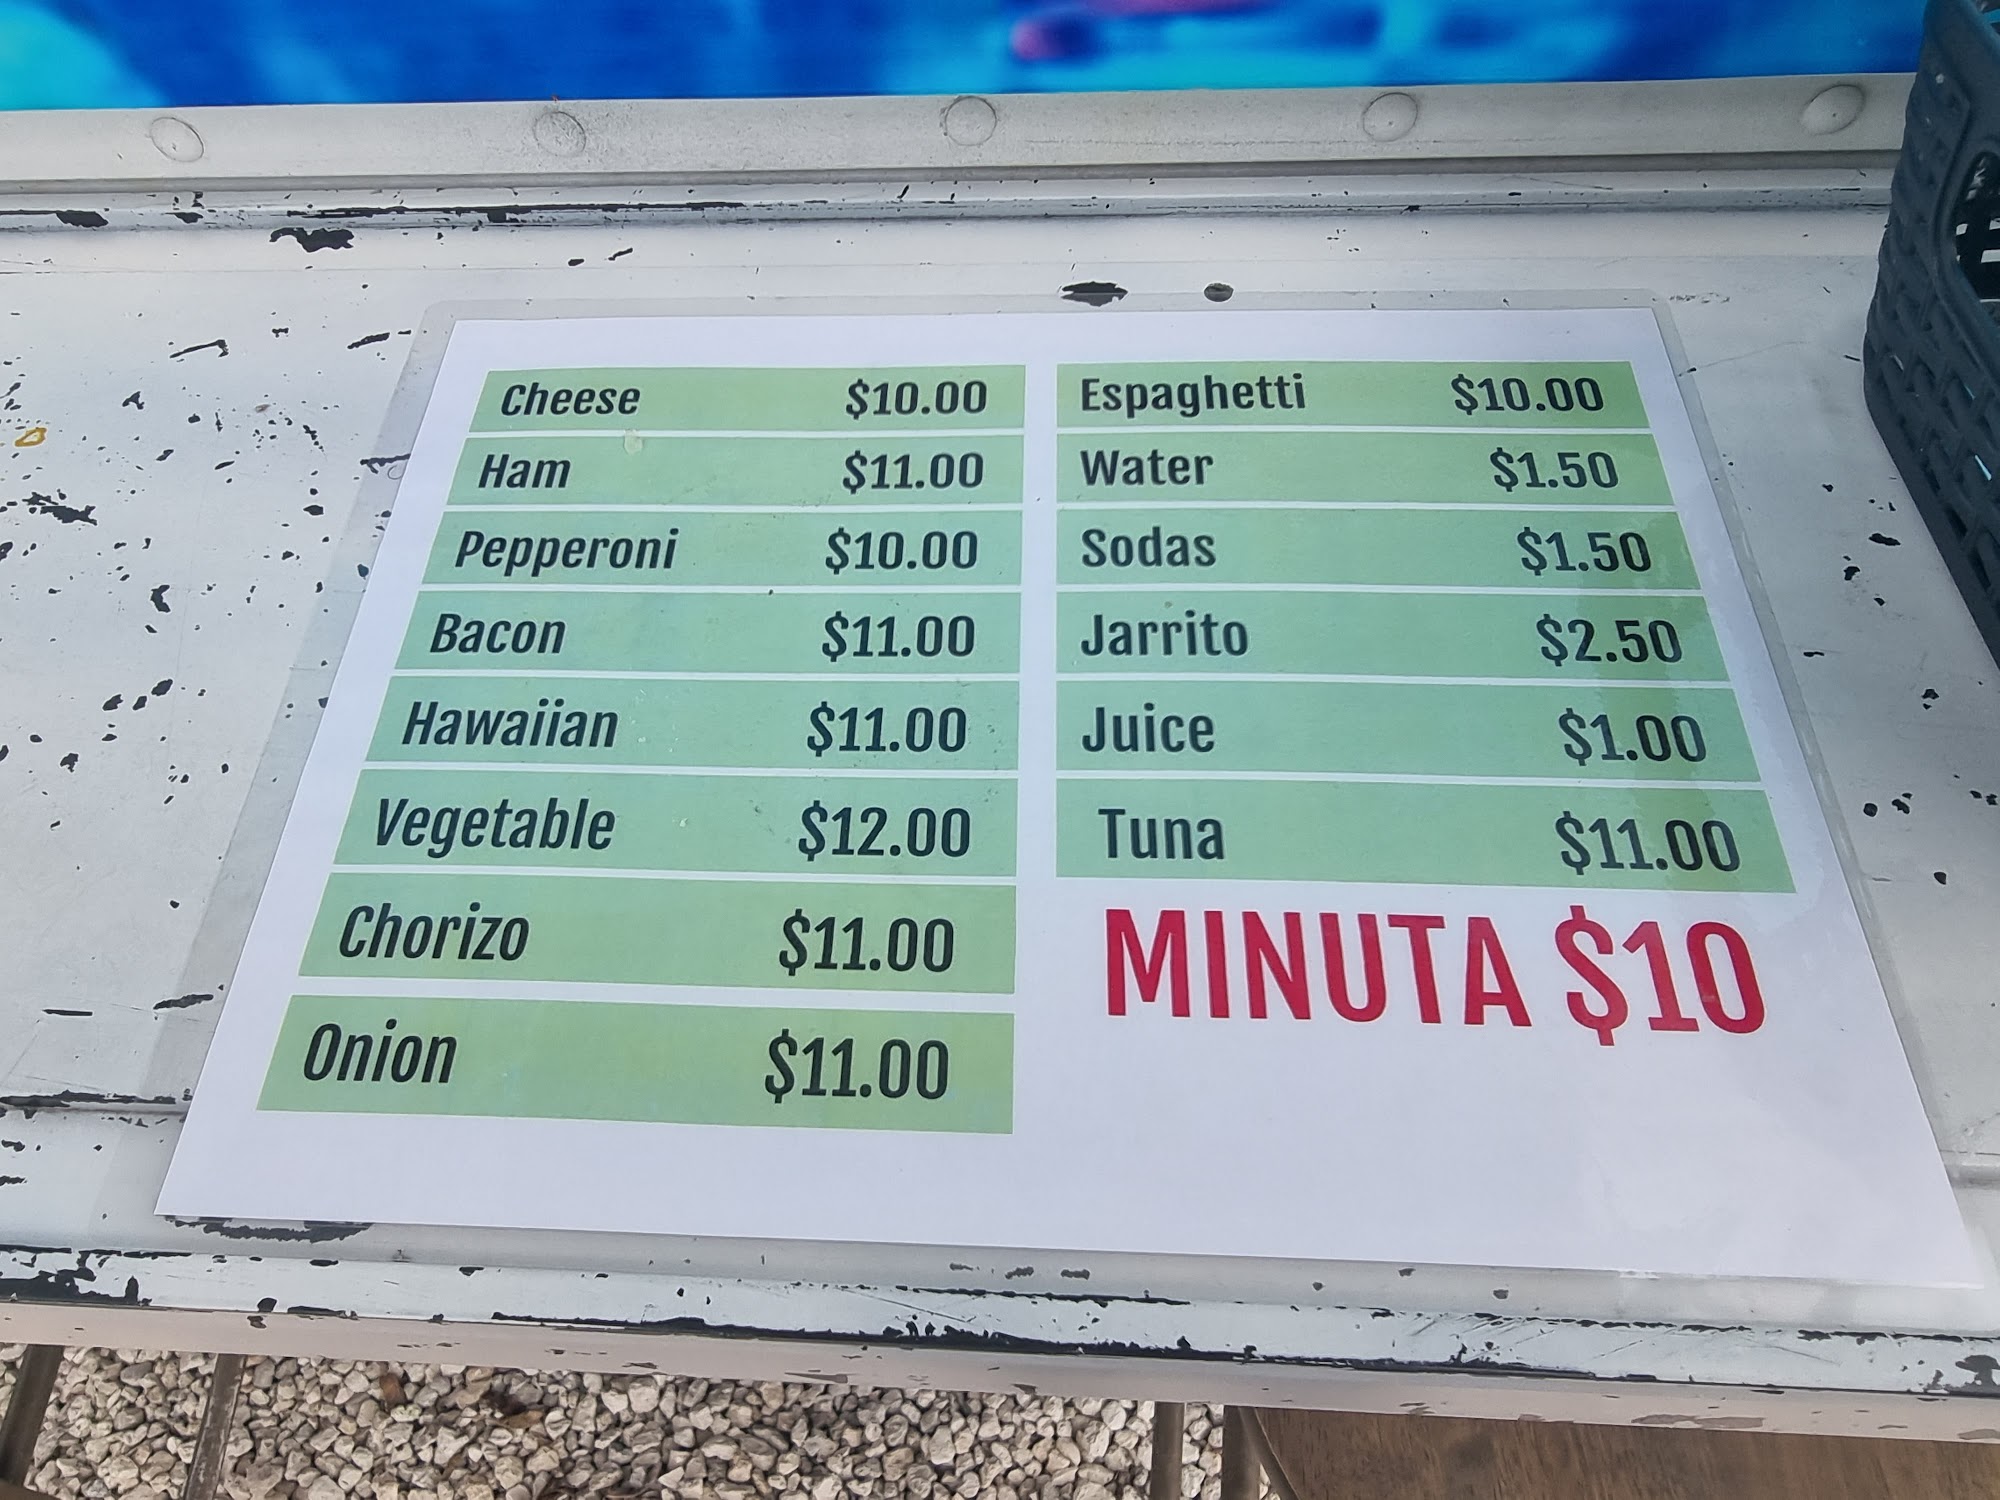 Cheese $10.00
Ham $11.00
Pepperoni $10.00
Bacon $11.00
Hawaiian $11.00
Vegetable $12.00
Chorizo $11.00
Onion $11.00
Espaghetti $10.00
Water $1.50
Sodas $1.50
Jarrito $2.50
Juice $1.00
Tuna $11.00
MINUTA $10